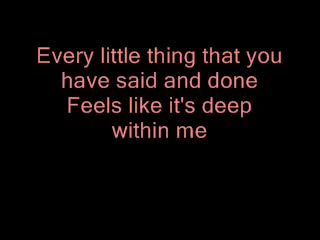 Every little thing that you
have said and done
Feels like it's deep
within me